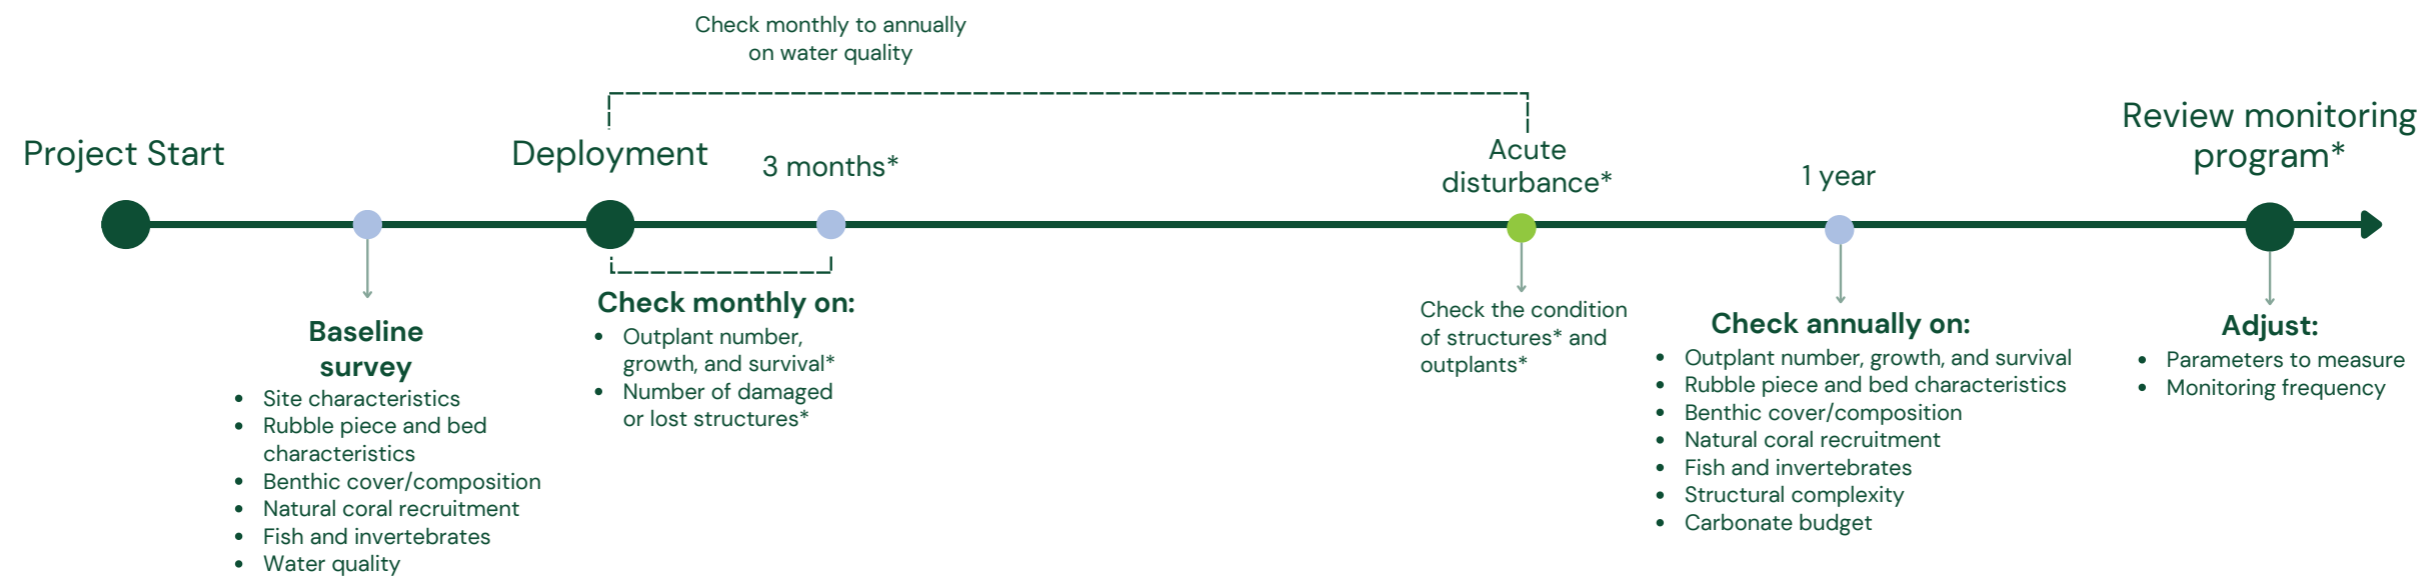 Check monthly to annually
on water quality
Project Start
Deployment
3 months*
Acute
disturbance*
1 year
Review monitoring
program*
Baseline
survey
• Site characteristics
• Rubble piece and bed
characteristics
• Benthic cover/composition
• Natural coral recruitment
• Fish and invertebrates
• Water quality
Check monthly on:
• Outplant number,
growth, and survival*
• Number of damaged
or lost structures*
Check the condition
of structures* and
outplants*
Check annually on:
• Outplant number, growth, and survival
• Rubble piece and bed characteristics
• Benthic cover/composition
• Natural coral recruitment
• Fish and invertebrates
• Structural complexity
• Carbonate budget
Adjust:
• Parameters to measure
• Monitoring frequency